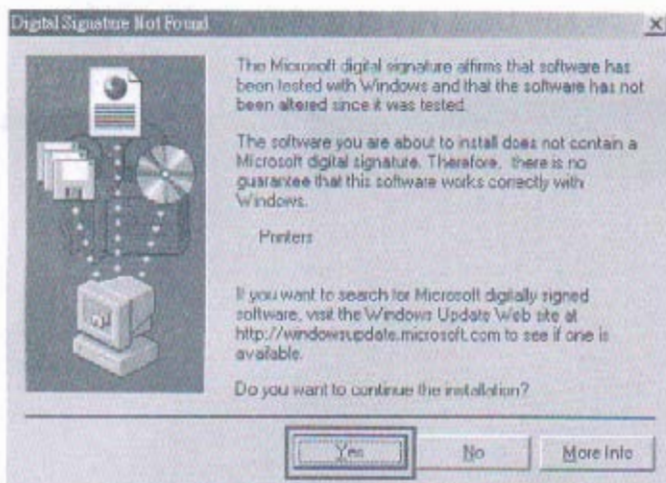 Digital Signature Not Found
The Microsoft digital signature affirms that software has
been tested with Windows and that the software has not
been altered since it was tested.
The software you are about to install does not contain a
Microsoft digital signature. Therefore, there is no
guarantee that this software works correctly with
Windows.
Printers
If you want to search for Microsoft digitally signed
software, visit the Windows Update Web site at
http://windowsupdate.microsoft.com to see if one is
available.
Do you want to continue the installation?
Yes
No
More Info